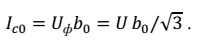 I_{c0} = U_ф b_0 = U b_0/√3 .